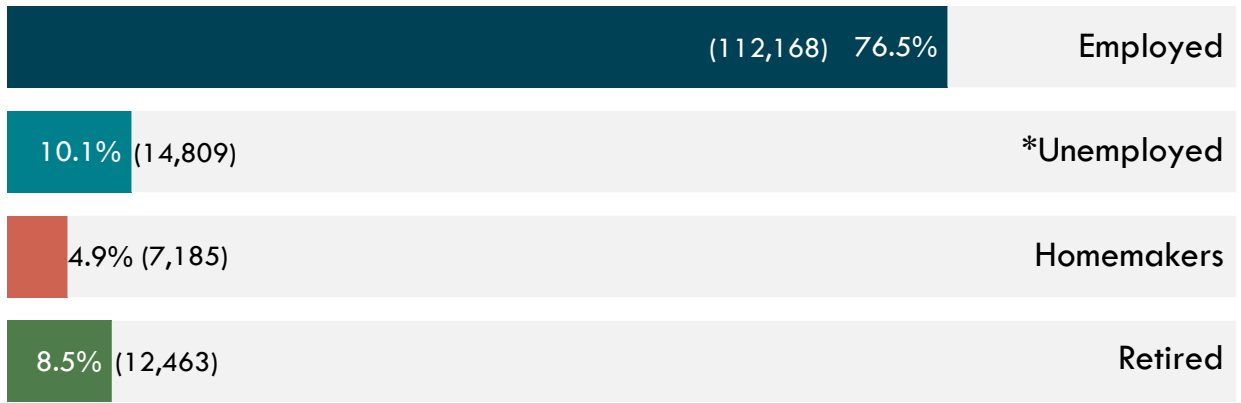 (112,168) 76.5% Employed
10.1% (14,809) *Unemployed
4.9% (7,185) Homemakers
8.5% (12,463) Retired